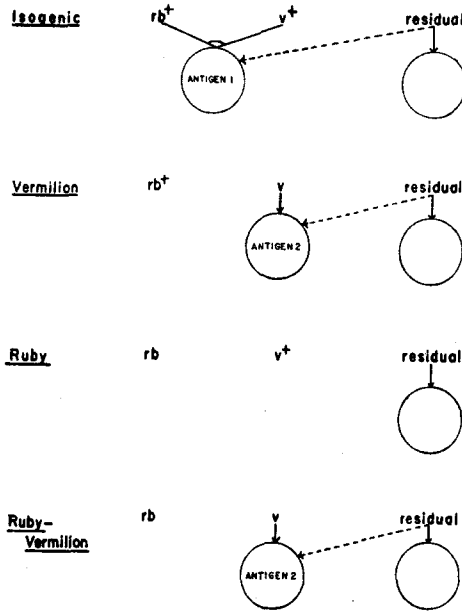 Isogenic rb+ v+ residual
ANTIGEN 1
Vermilion rb+ v residual
ANTIGEN 2
Ruby rb v+ residual
Ruby- rb v residual
Vermilion
ANTIGEN 2